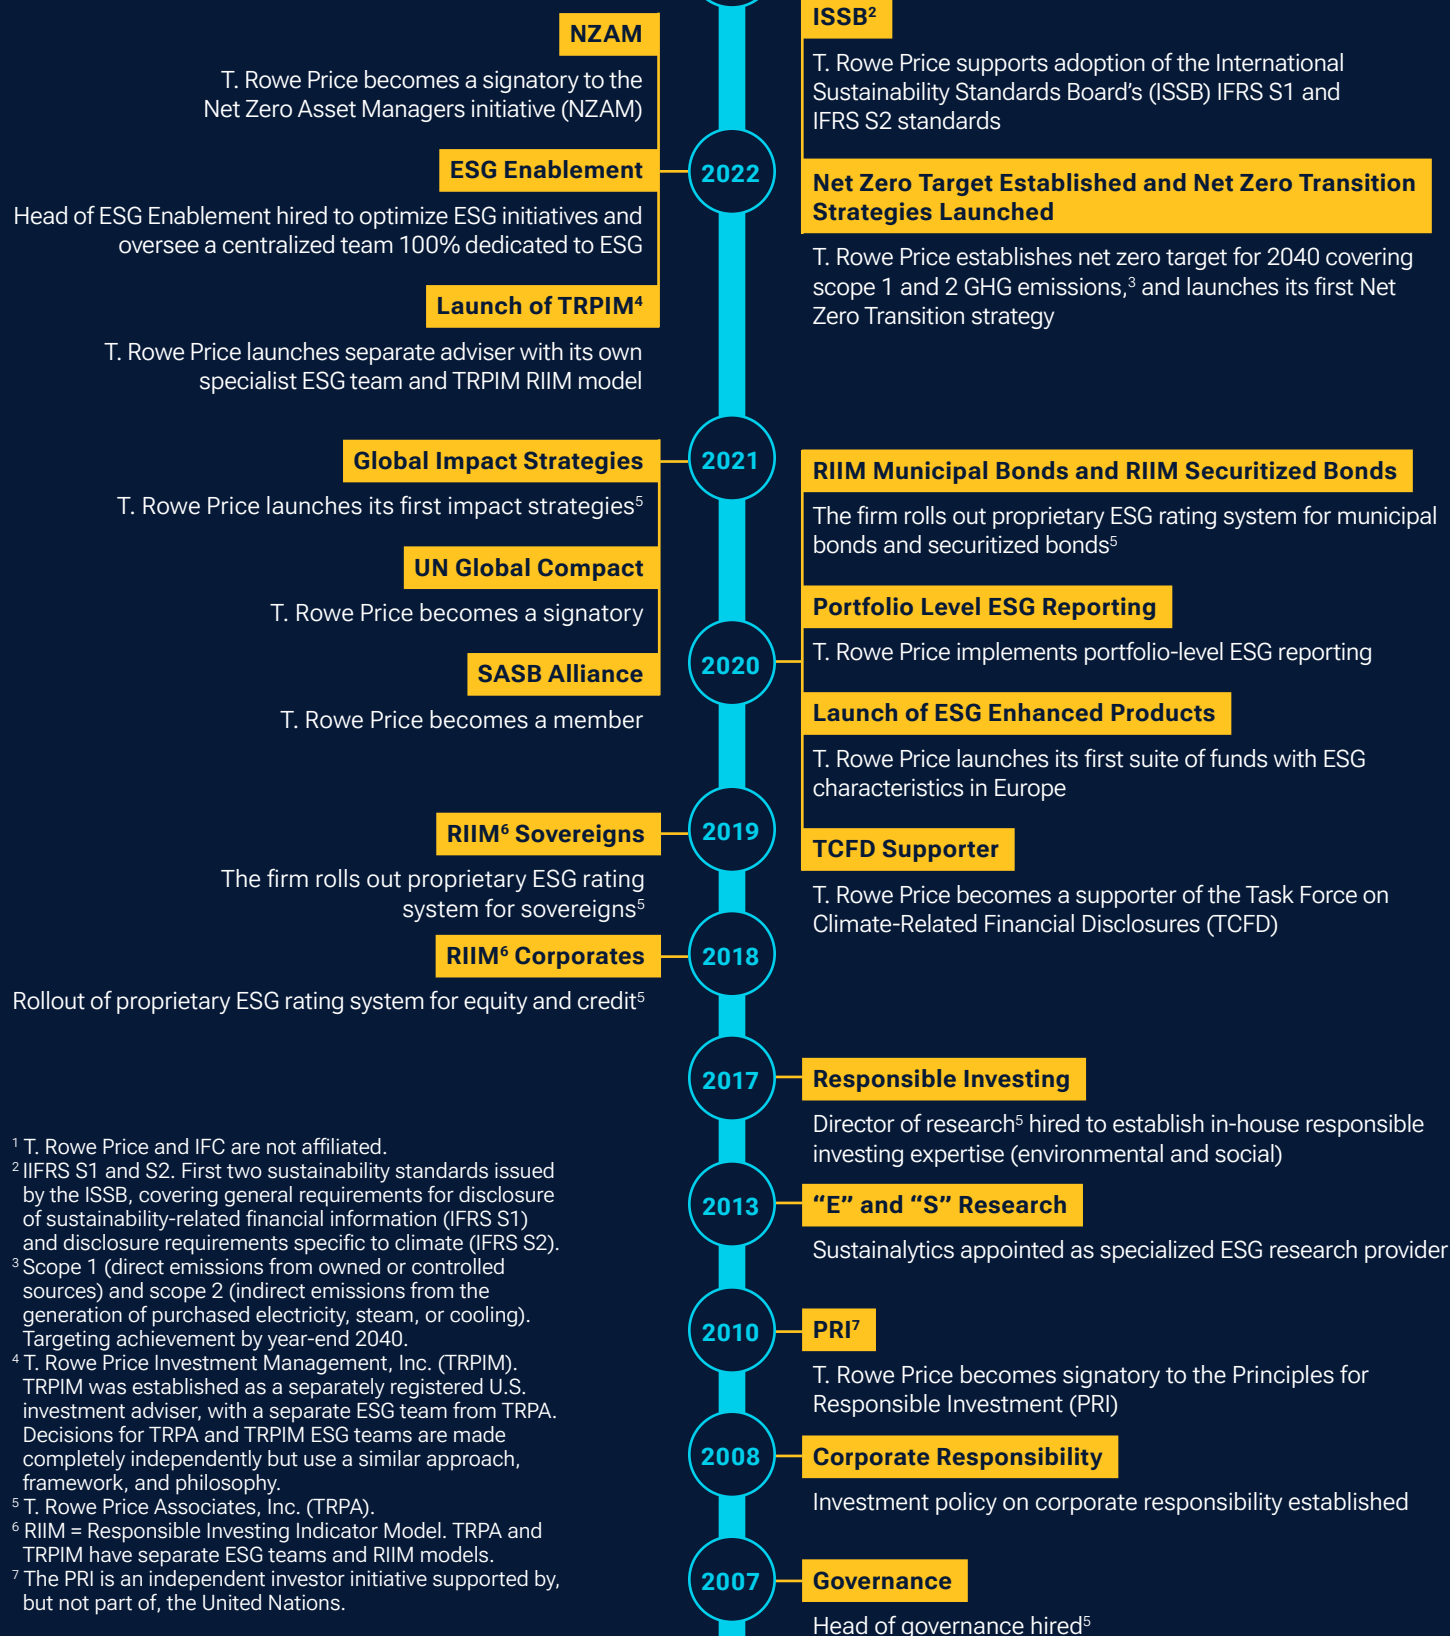 NZAM
T. Rowe Price becomes a signatory to the
Net Zero Asset Managers initiative (NZAM)
ISSB²
T. Rowe Price supports adoption of the International
Sustainability Standards Board’s (ISSB) IFRS S1 and
IFRS S2 standards
2022
ESG Enablement
Head of ESG Enablement hired to optimize ESG initiatives and
oversee a centralized team 100% dedicated to ESG
Launch of TRPIM⁴
T. Rowe Price launches separate adviser with its own
specialist ESG team and TRPIM RIIM model
Net Zero Target Established and Net Zero Transition
Strategies Launched
T. Rowe Price establishes net zero target for 2040 covering
scope 1 and 2 GHG emissions,³ and launches its first Net
Zero Transition strategy
2021
Global Impact Strategies
T. Rowe Price launches its first impact strategies⁵
UN Global Compact
T. Rowe Price becomes a signatory
SASB Alliance
T. Rowe Price becomes a member
RIIM Municipal Bonds and RIIM Securitized Bonds
The firm rolls out proprietary ESG rating system for municipal
bonds and securitized bonds⁵
Portfolio Level ESG Reporting
2020
T. Rowe Price implements portfolio-level ESG reporting
Launch of ESG Enhanced Products
T. Rowe Price launches its first suite of funds with ESG
characteristics in Europe
TCFD Supporter
T. Rowe Price becomes a supporter of the Task Force on
Climate-Related Financial Disclosures (TCFD)
2019
RIIM⁶ Sovereigns
The firm rolls out proprietary ESG rating
system for sovereigns⁵
2018
RIIM⁶ Corporates
Rollout of proprietary ESG rating system for equity and credit⁵
2017
Responsible Investing
Director of research⁵ hired to establish in-house responsible
investing expertise (environmental and social)
2013
“E” and “S” Research
Sustainalytics appointed as specialized ESG research provider
2010
PRI⁷
T. Rowe Price becomes signatory to the Principles for
Responsible Investment (PRI)
2008
Corporate Responsibility
Investment policy on corporate responsibility established
2007
Governance
Head of governance hired⁵
¹ T. Rowe Price and IFC are not affiliated.
² IIFRS S1 and S2. First two sustainability standards issued
by the ISSB, covering general requirements for disclosure
of sustainability-related financial information (IFRS S1)
and disclosure requirements specific to climate (IFRS S2).
³ Scope 1 (direct emissions from owned or controlled
sources) and scope 2 (indirect emissions from the
generation of purchased electricity, steam, or cooling).
Targeting achievement by year-end 2040.
⁴ T. Rowe Price Investment Management, Inc. (TRPIM).
TRPIM was established as a separately registered U.S.
investment adviser, with a separate ESG team from TRPA.
Decisions for TRPA and TRPIM ESG teams are made
completely independently but use a similar approach,
framework, and philosophy.
⁵ T. Rowe Price Associates, Inc. (TRPA).
⁶ RIIM = Responsible Investing Indicator Model. TRPA and
TRPIM have separate ESG teams and RIIM models.
⁷ The PRI is an independent investor initiative supported by,
but not part of, the United Nations.